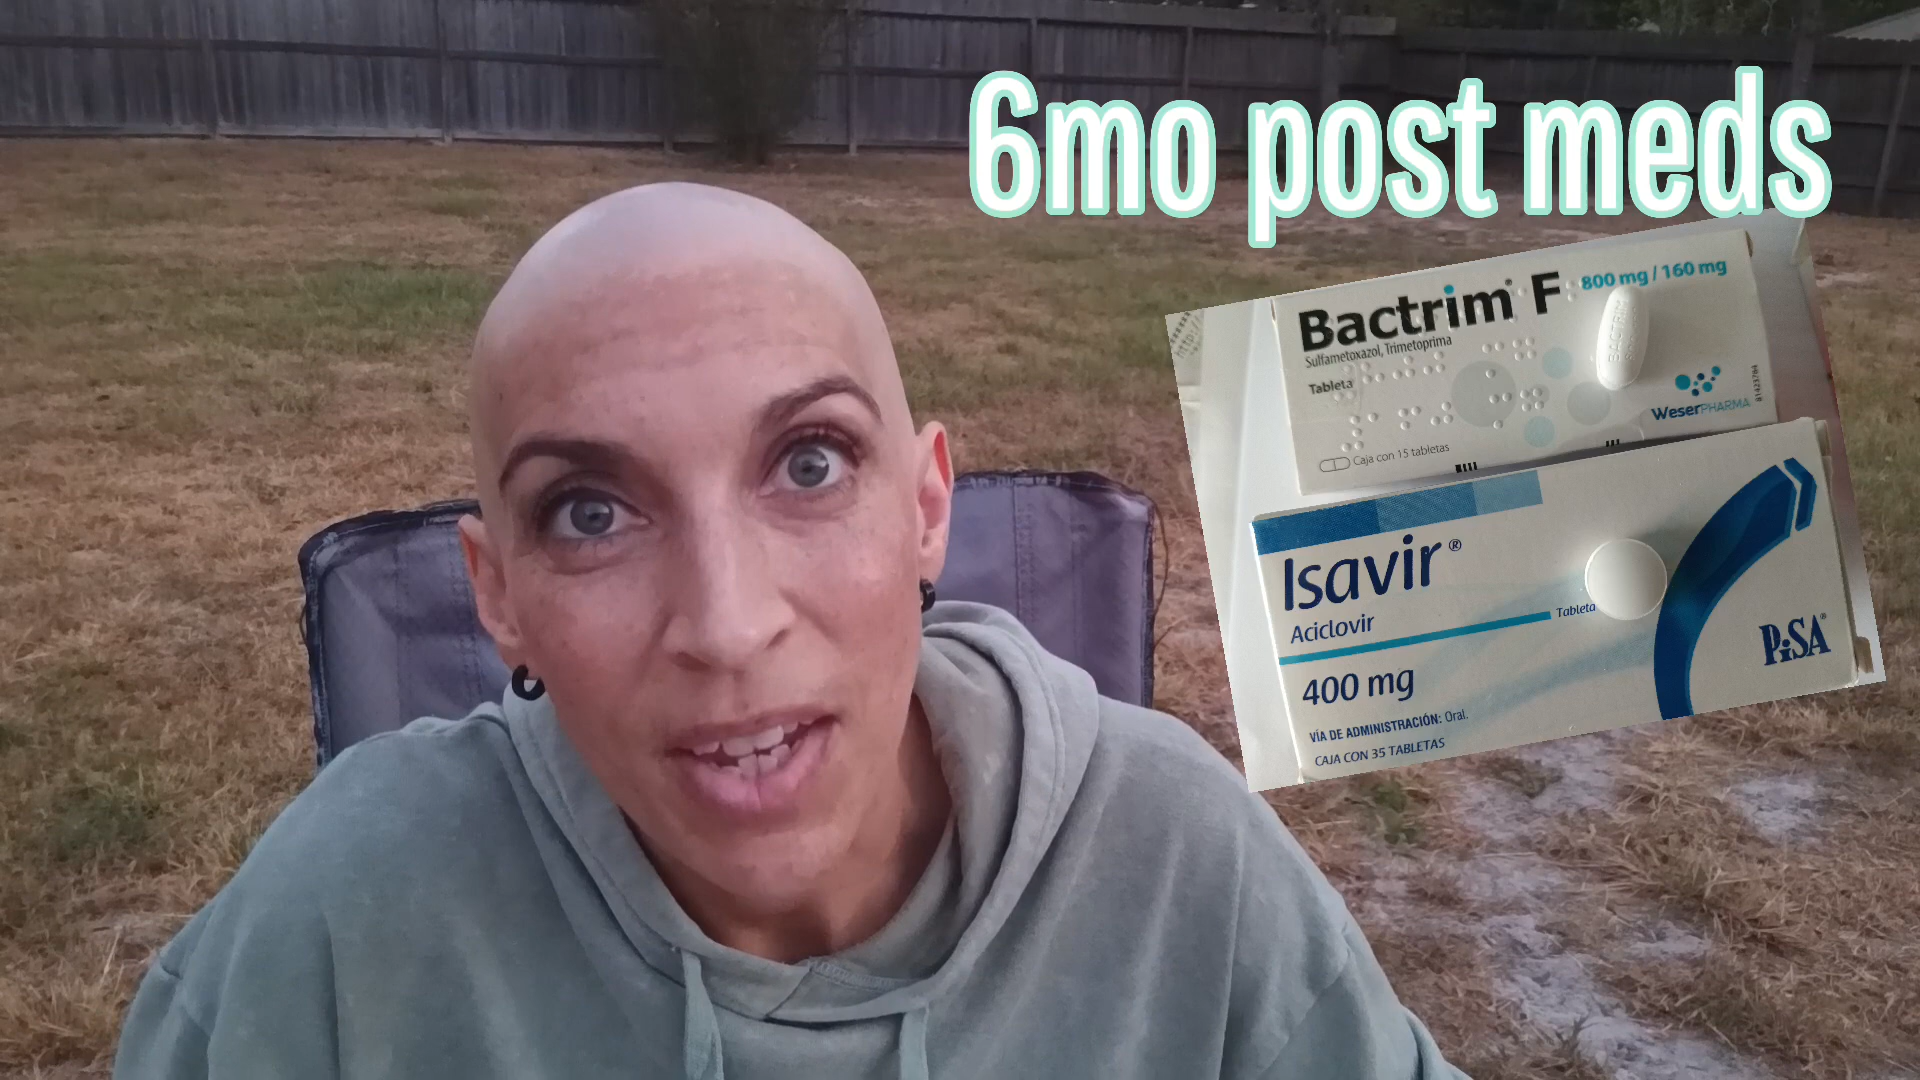 6mo post meds
Bactrim® F 800 mg / 160 mg
Sulfametoxazol, Trimetoprima
Tableta
WeserPHARMA
Caja con 15 tabletas
Isavir®
Aciclovir
Tableta
400 mg
PiSA®
VÍA DE ADMINISTRACIÓN: Oral.
CAJA CON 35 TABLETAS